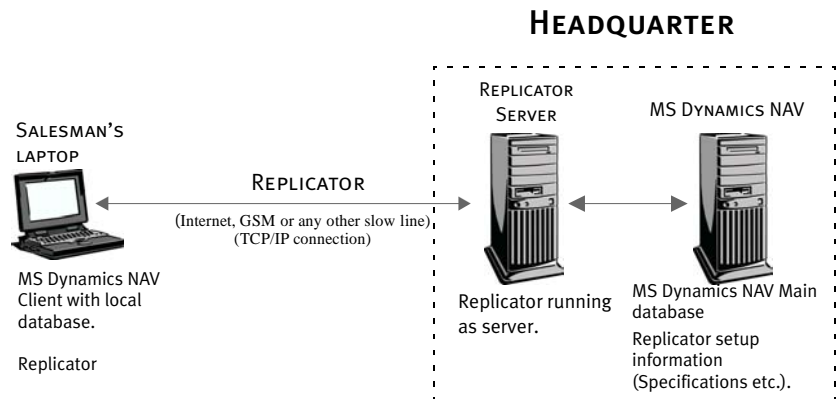 HEADQUARTER
SALESMAN'S
LAPTOP
MS Dynamics NAV
Client with local
database.
Replicator
REPLICATOR
(Internet, GSM or any other slow line)
(TCP/IP connection)
REPLICATOR
SERVER
Replicator running
as server.
MS DYNAMICS NAV
MS Dynamics NAV Main
database
Replicator setup
information
(Specifications etc.).